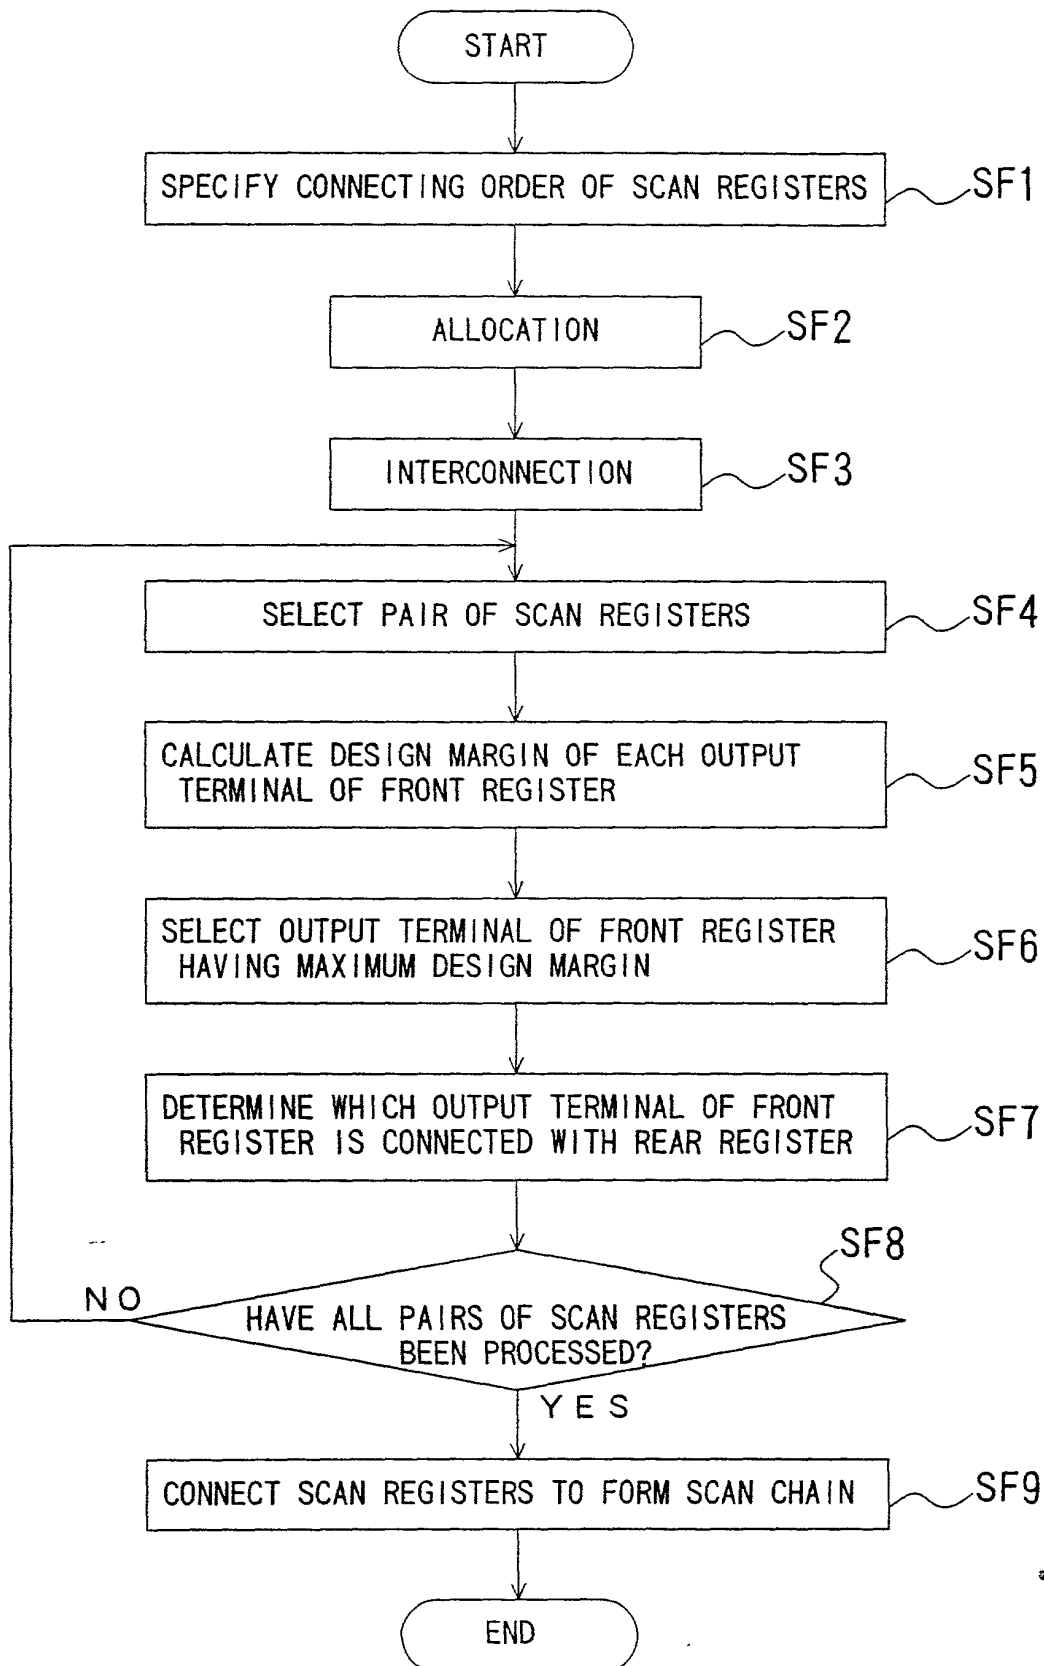 START
SPECIFY CONNECTING ORDER OF SCAN REGISTERS
SF1
ALLOCATION
SF2
INTERCONNECTION
SF3
SELECT PAIR OF SCAN REGISTERS
SF4
CALCULATE DESIGN MARGIN OF EACH OUTPUT
TERMINAL OF FRONT REGISTER
SF5
SELECT OUTPUT TERMINAL OF FRONT REGISTER
HAVING MAXIMUM DESIGN MARGIN
SF6
DETERMINE WHICH OUTPUT TERMINAL OF FRONT
REGISTER IS CONNECTED WITH REAR REGISTER
SF7
SF8
NO
HAVE ALL PAIRS OF SCAN REGISTERS
BEEN PROCESSED?
YES
CONNECT SCAN REGISTERS TO FORM SCAN CHAIN
SF9
END